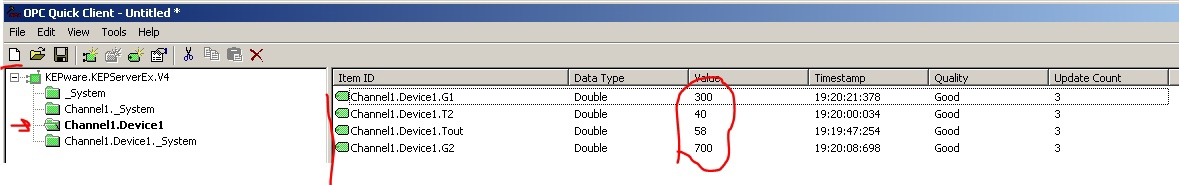 OPC Quick Client - Untitled *
File Edit View Tools Help
KEPware.KEPServerEx.V4
_System
Channel1._System
Channel1.Device1
Channel1.Device1._System
Item ID Data Type Value Timestamp Quality Update Count
Channel1.Device1.G1 Double 300 19:20:21:378 Good 3
Channel1.Device1.T2 Double 40 19:20:00:034 Good 3
Channel1.Device1.Tout Double 58 19:19:47:254 Good 3
Channel1.Device1.G2 Double 700 19:20:08:698 Good 3